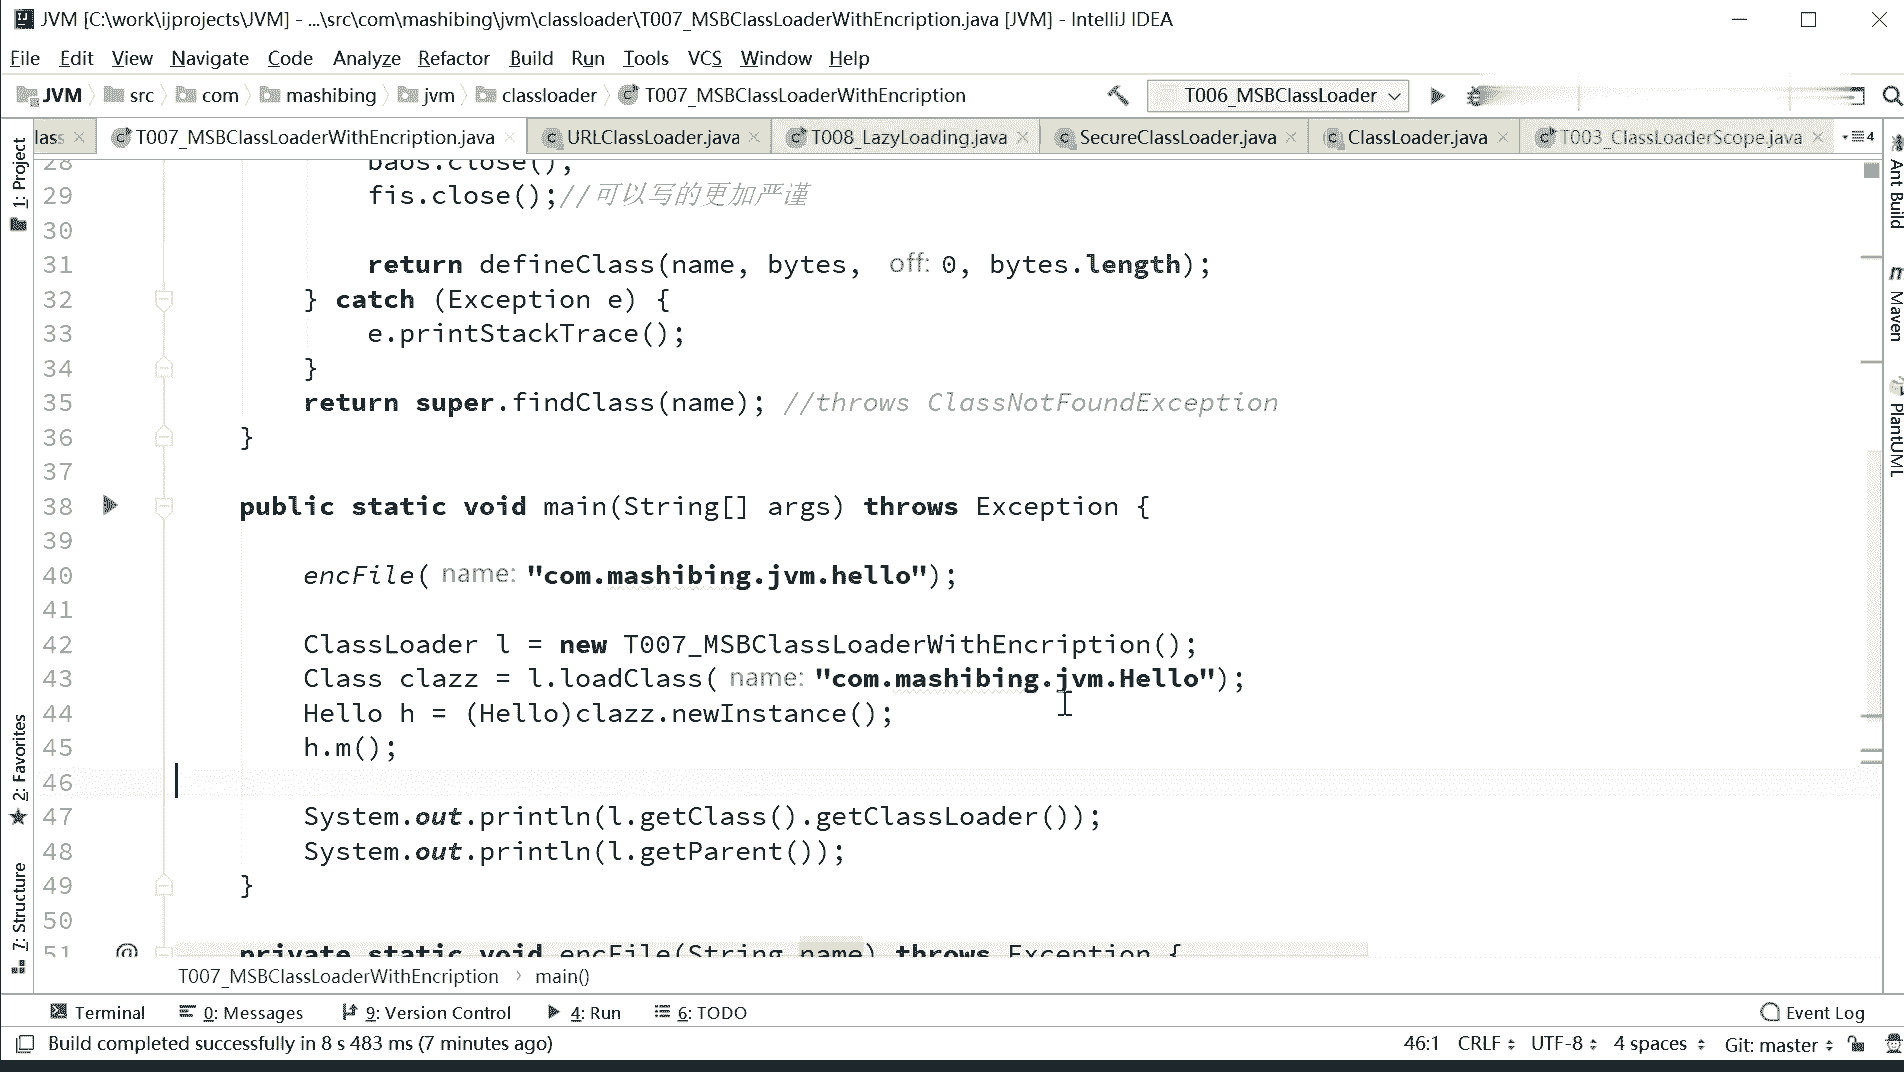 JVM [C:\work\ijprojects\JVM] - ...\src\com\mashibing\jvm\classloader\T007_MSBClassLoaderWithEncription.java [JVM] - IntelliJ IDEA
File Edit View Navigate Code Analyze Refactor Build Run Tools VCS Window Help
JVM src com mashibing jvm classloader T007_MSBClassLoaderWithEncription T006_MSBClassLoader
lass T007_MSBClassLoaderWithEncription.java URLClassLoader.java T008_LazyLoading.java SecureClassLoader.java ClassLoader.java T003_ClassLoaderScope.java 4
1: Project
2: Favorites
7: Structure
Ant Build
Maven
PlantUML
28 baos.close();
29 fis.close();//可以写的更加严谨
30
31 return defineClass(name, bytes, off: 0, bytes.length);
32 } catch (Exception e) {
33 e.printStackTrace();
34 }
35 return super.findClass(name); //throws ClassNotFoundException
36 }
37
38 public static void main(String[] args) throws Exception {
39
40 encFile( name: "com.mashibing.jvm.hello");
41
42 ClassLoader l = new T007_MSBClassLoaderWithEncription();
43 Class clazz = l.loadClass( name: "com.mashibing.jvm.Hello");
44 Hello h = (Hello)clazz.newInstance();
45 h.m();
46
47 System.out.println(l.getClass().getClassLoader());
48 System.out.println(l.getParent());
49 }
50
51 @ private static void encFile(String name) throws Exception {
T007_MSBClassLoaderWithEncription › main()
Terminal 0: Messages 9: Version Control 4: Run 6: TODO Event Log
Build completed successfully in 8 s 483 ms (7 minutes ago) 46:1 CRLF UTF-8 4 spaces Git: master